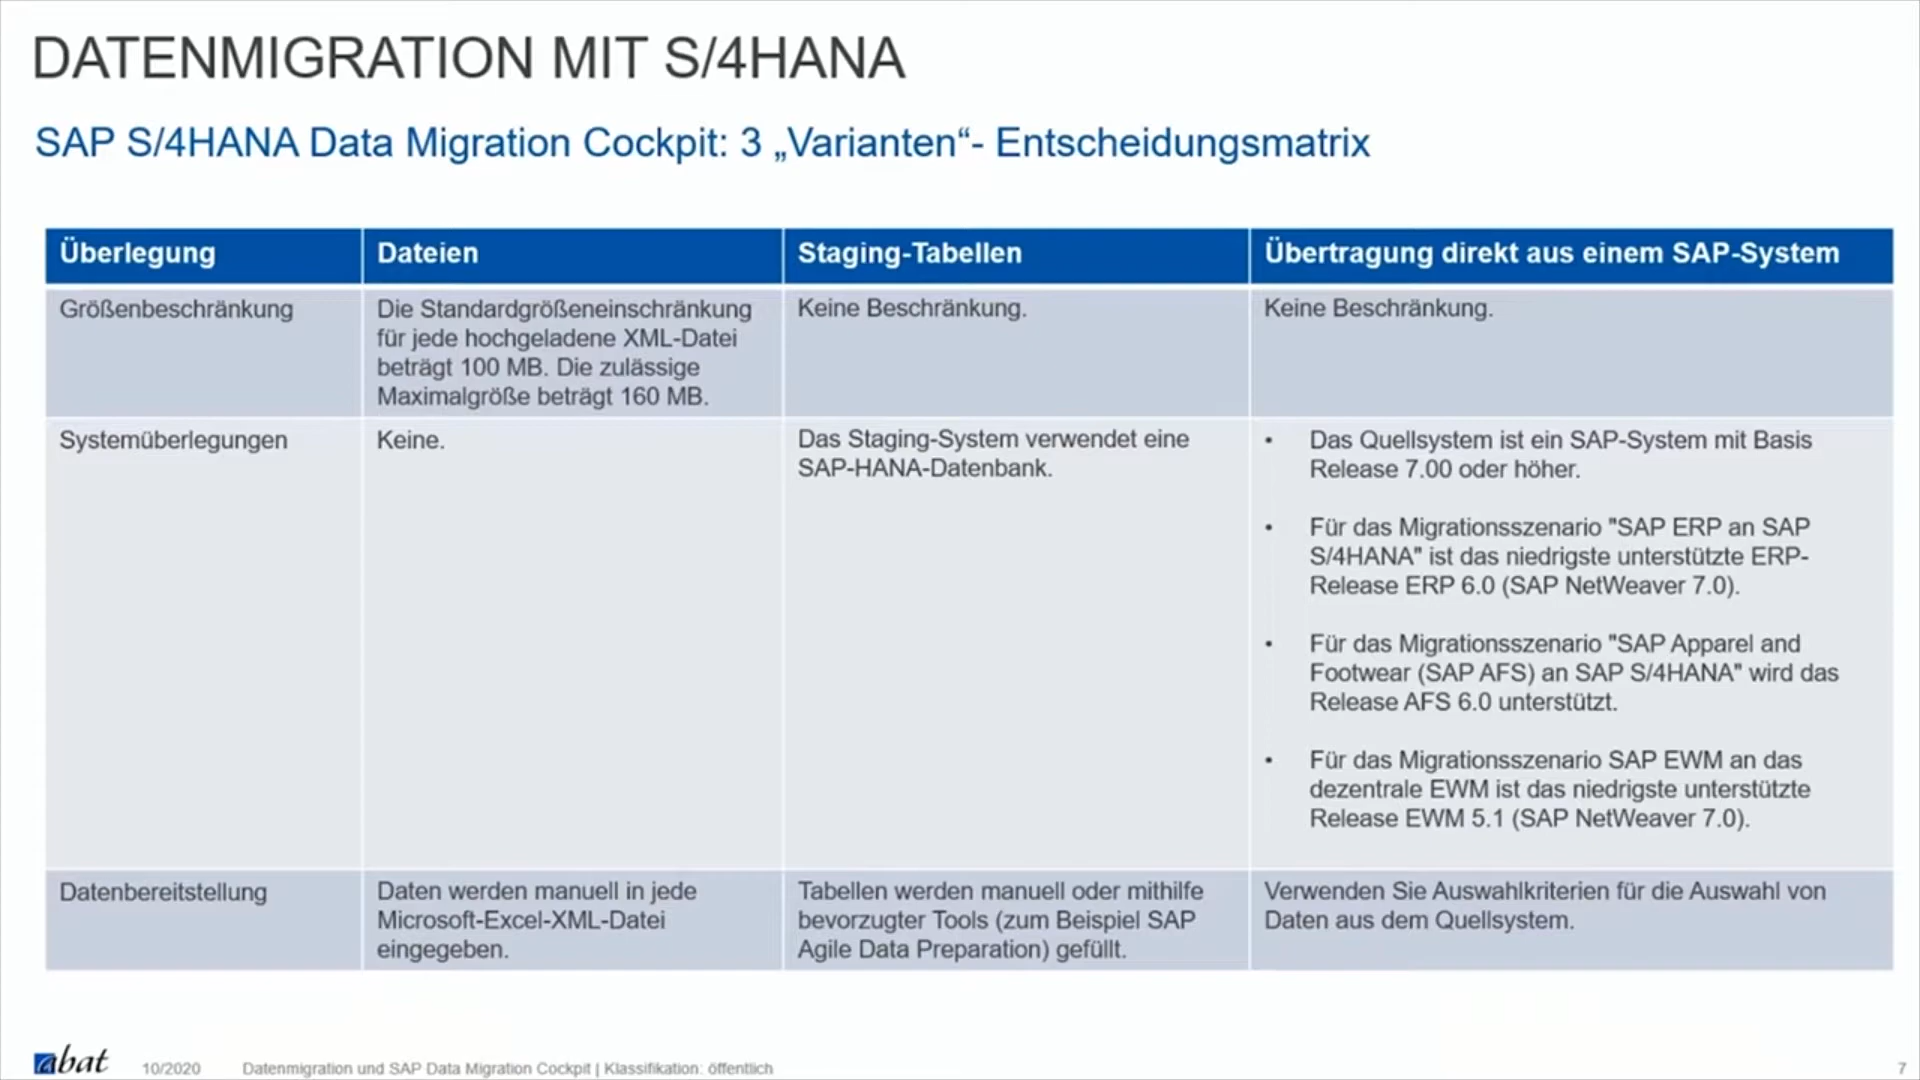 DATENMIGRATION MIT S/4HANA
SAP S/4HANA Data Migration Cockpit: 3 „Varianten“- Entscheidungsmatrix
Überlegung
Dateien
Staging-Tabellen
Übertragung direkt aus einem SAP-System
Größenbeschränkung
Die Standardgrößeneinschränkung
für jede hochgeladene XML-Datei
beträgt 100 MB. Die zulässige
Maximalgröße beträgt 160 MB.
Keine Beschränkung.
Keine Beschränkung.
Systemüberlegungen
Keine.
Das Staging-System verwendet eine
SAP-HANA-Datenbank.
• Das Quellsystem ist ein SAP-System mit Basis
Release 7.00 oder höher.
• Für das Migrationsszenario "SAP ERP an SAP
S/4HANA" ist das niedrigste unterstützte ERP-
Release ERP 6.0 (SAP NetWeaver 7.0).
• Für das Migrationsszenario "SAP Apparel and
Footwear (SAP AFS) an SAP S/4HANA" wird das
Release AFS 6.0 unterstützt.
• Für das Migrationsszenario SAP EWM an das
dezentrale EWM ist das niedrigste unterstützte
Release EWM 5.1 (SAP NetWeaver 7.0).
Datenbereitstellung
Daten werden manuell in jede
Microsoft-Excel-XML-Datei
eingegeben.
Tabellen werden manuell oder mithilfe
bevorzugter Tools (zum Beispiel SAP
Agile Data Preparation) gefüllt.
Verwenden Sie Auswahlkriterien für die Auswahl von
Daten aus dem Quellsystem.
abat
10/2020
Datenmigration und SAP Data Migration Cockpit | Klassifikation: öffentlich
7